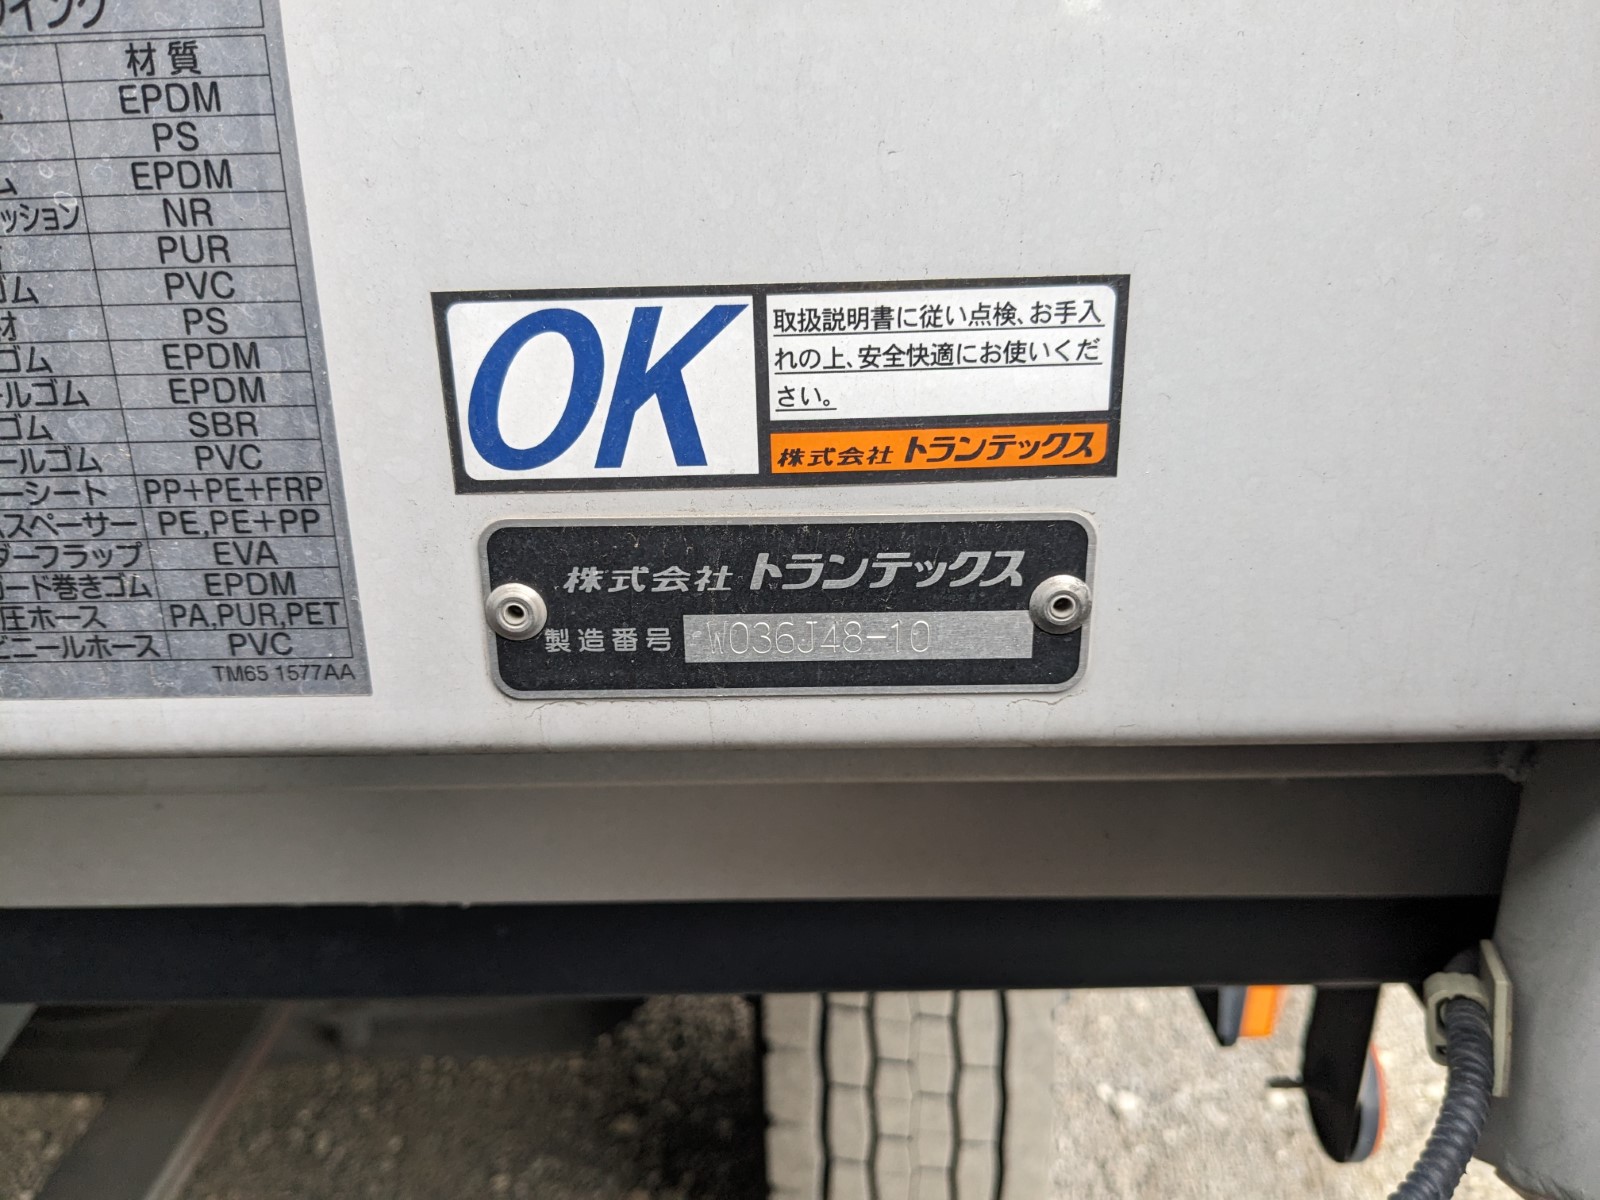 材質
EPDM
PS
ム EPDM
ッション NR
PUR
ゴム PVC
材 PS
ゴム EPDM
ールゴム EPDM
ゴム SBR
ールゴム PVC
ーシート PP+PE+FRP
スペーサー PE,PE+PP
ダーフラップ EVA
ガード巻きゴム EPDM
圧ホース PA,PUR,PET
ビニールホース PVC
TM65 1577AA
OK
取扱説明書に従い点検、お手入
れの上、安全快適にお使いくだ
さい。
株式会社 トランテックス
株式会社 トランテックス
製造番号 W036J48-10